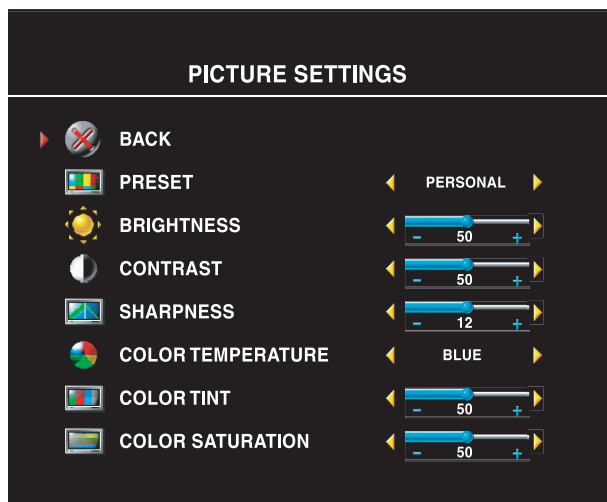 PICTURE SETTINGS
BACK
PRESET PERSONAL
BRIGHTNESS - 50 +
CONTRAST - 50 +
SHARPNESS - 12 +
COLOR TEMPERATURE BLUE
COLOR TINT - 50 +
COLOR SATURATION - 50 +